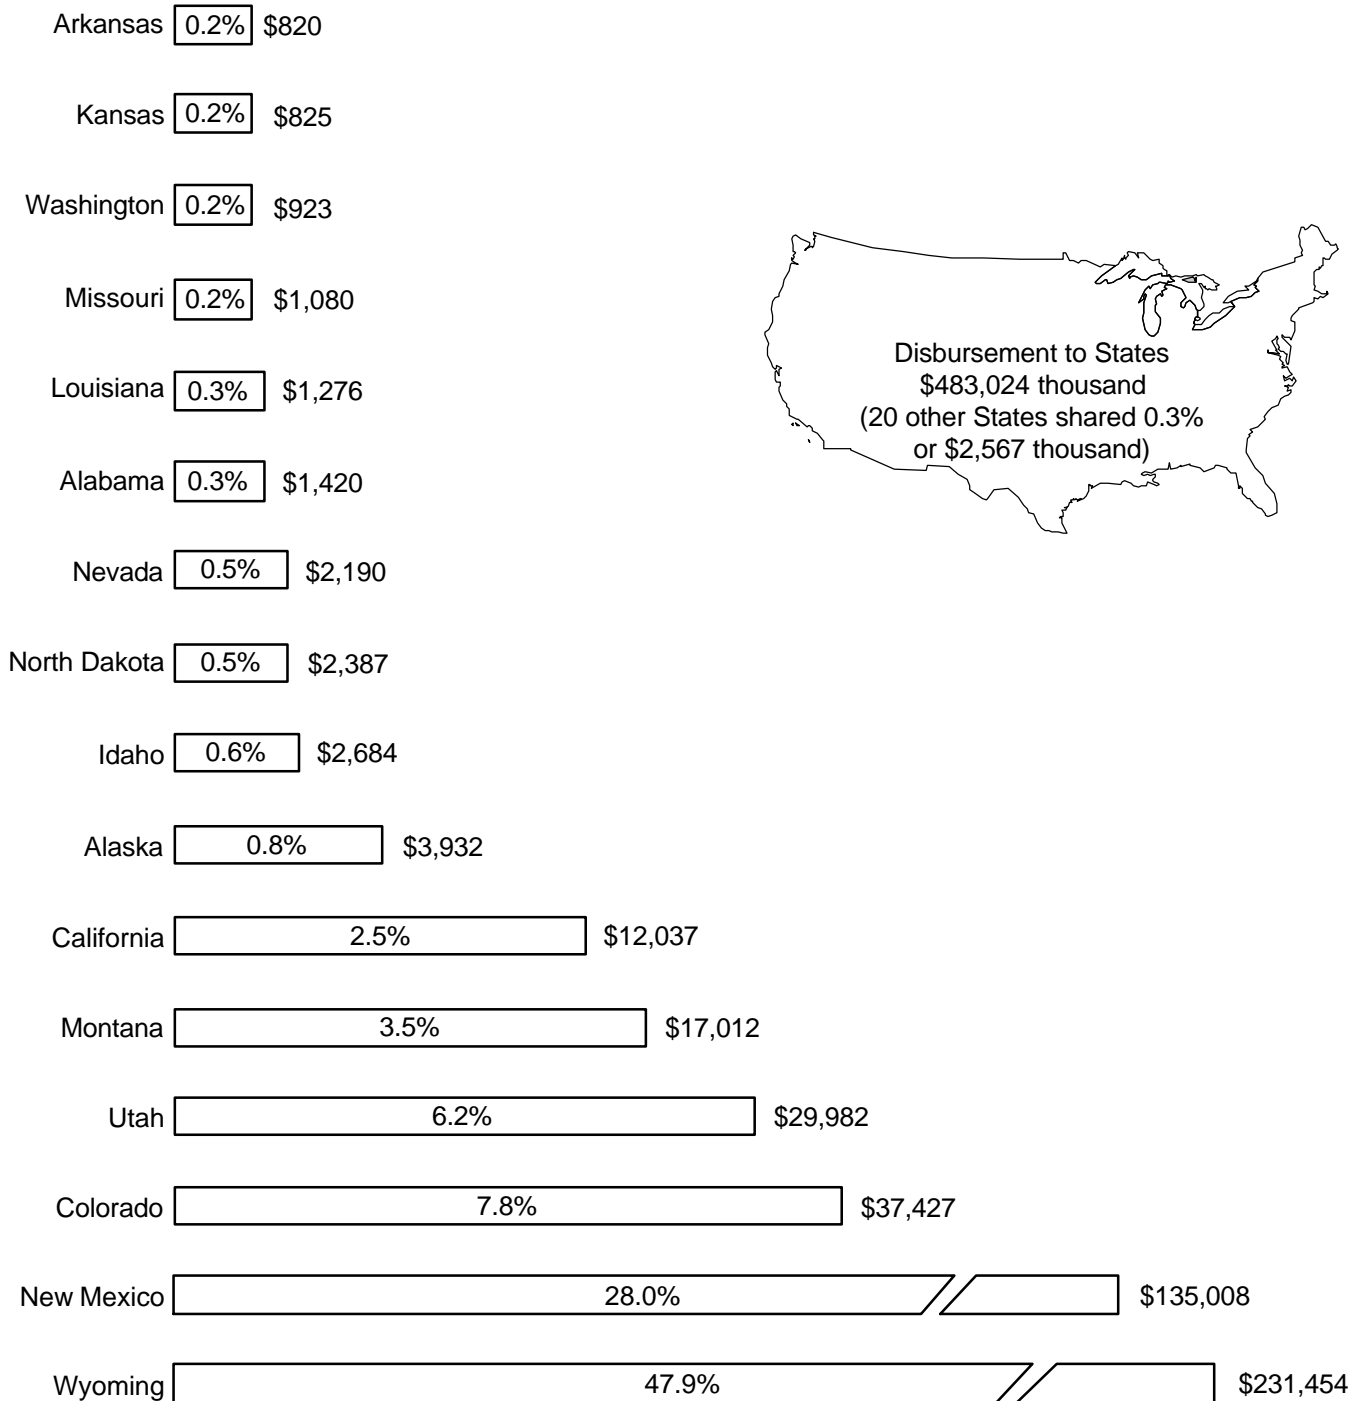 Arkansas 0.2% $820
Kansas 0.2% $825
Washington 0.2% $923
Missouri 0.2% $1,080
Louisiana 0.3% $1,276
Alabama 0.3% $1,420
Nevada 0.5% $2,190
North Dakota 0.5% $2,387
Idaho 0.6% $2,684
Alaska 0.8% $3,932
California 2.5% $12,037
Montana 3.5% $17,012
Utah 6.2% $29,982
Colorado 7.8% $37,427
New Mexico 28.0% $135,008
Wyoming 47.9% $231,454
Disbursement to States
$483,024 thousand
(20 other States shared 0.3%
or $2,567 thousand)